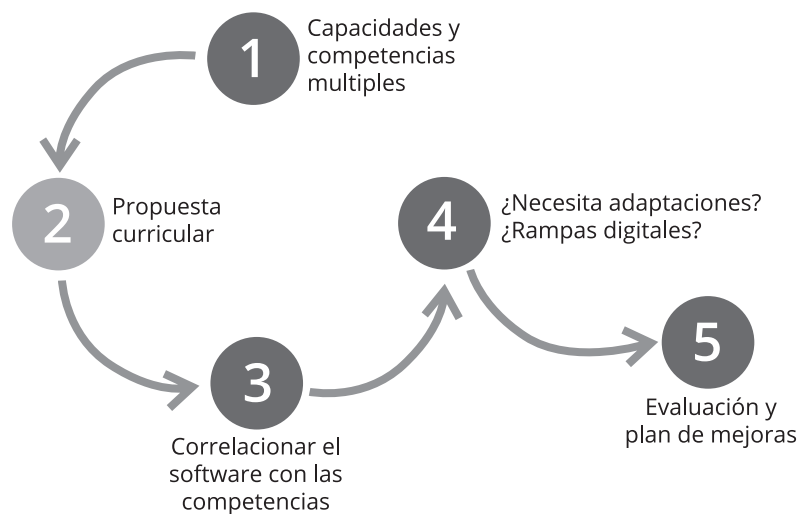 1
Capacidades y
competencias
multiples
2
Propuesta
curricular
3
Correlacionar el
software con las
competencias
4
¿Necesita adaptaciones?
¿Rampas digitales?
5
Evaluación y
plan de mejoras